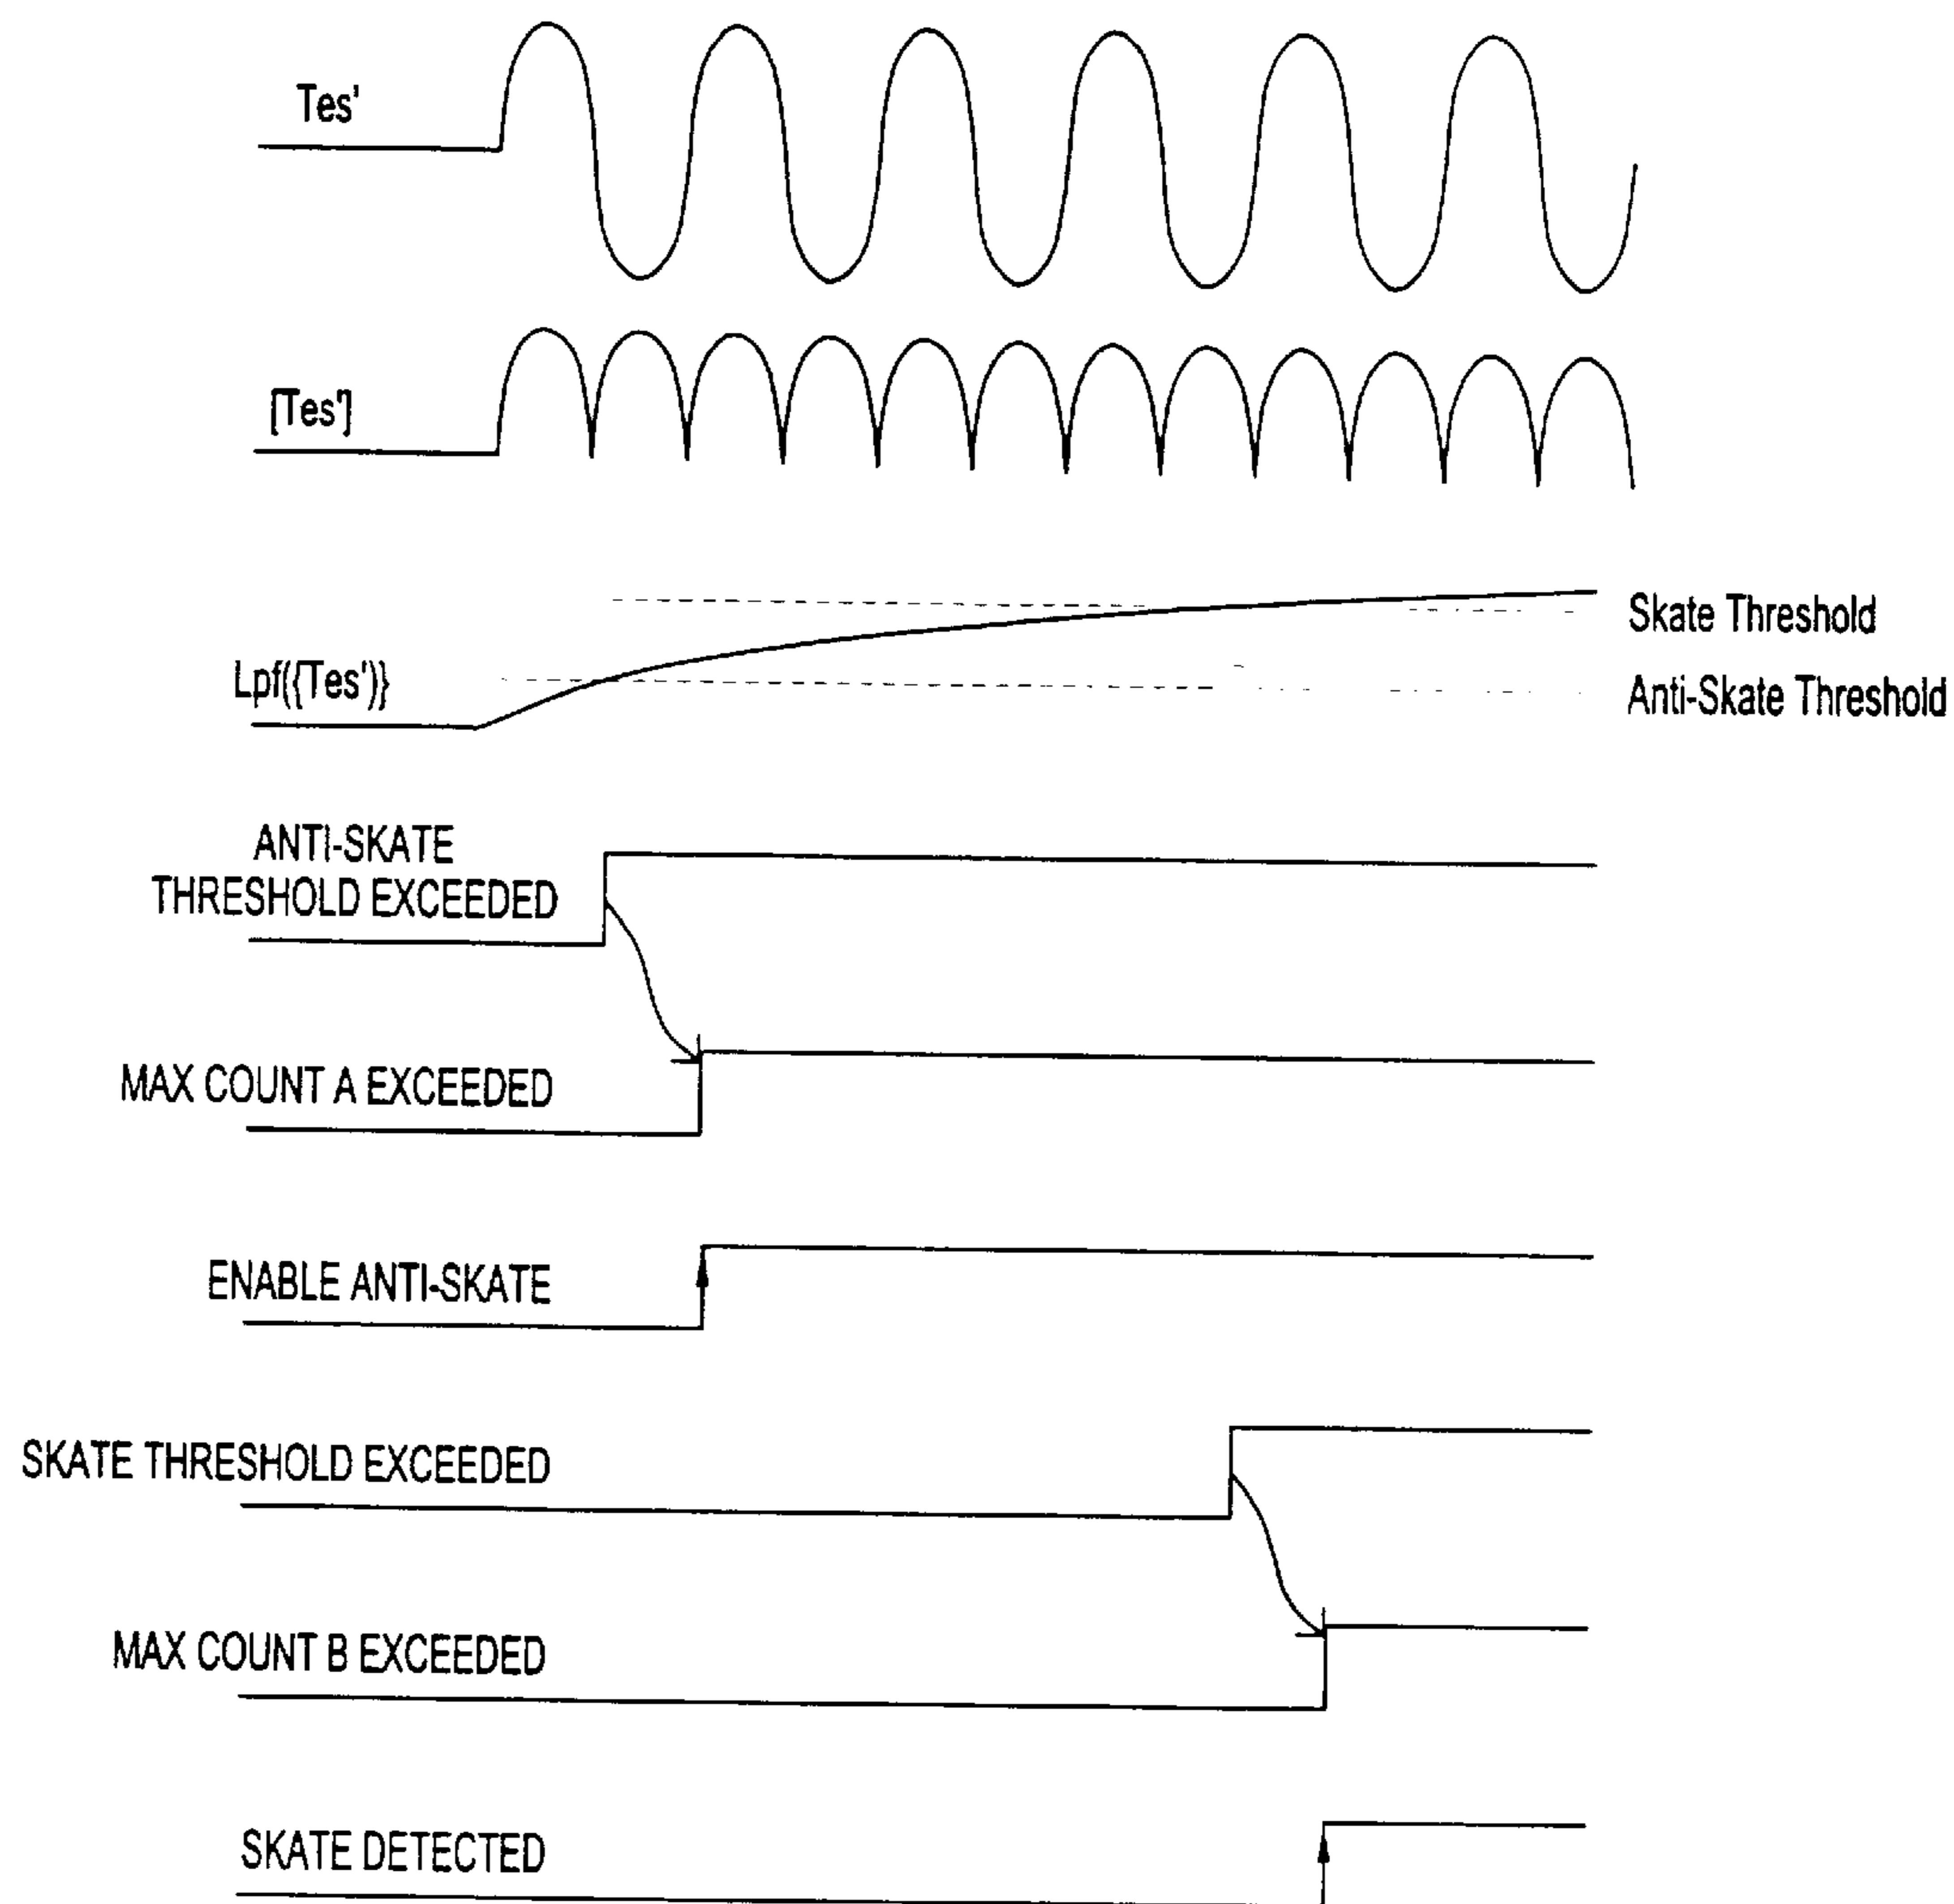 Tes'
[Tes']
Lpf({Tes')}
Skate Threshold
Anti-Skate Threshold
ANTI-SKATE
THRESHOLD EXCEEDED
MAX COUNT A EXCEEDED
ENABLE ANTI-SKATE
SKATE THRESHOLD EXCEEDED
MAX COUNT B EXCEEDED
SKATE DETECTED